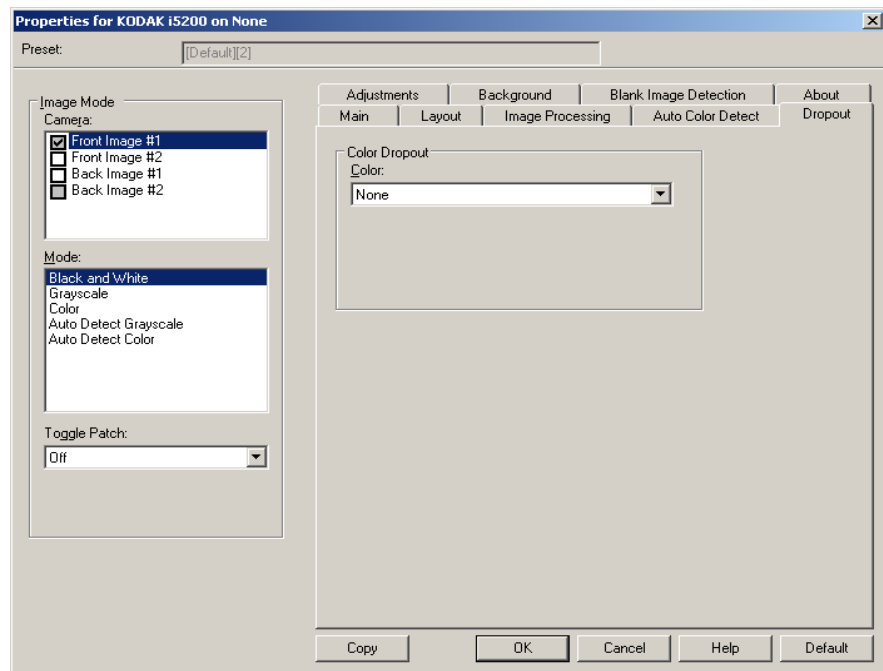 Properties for KODAK i5200 on None
Preset:
[Default][2]
Image Mode
Camera:
Front Image #1
Front Image #2
Back Image #1
Back Image #2
Mode:
Black and White
Grayscale
Color
Auto Detect Grayscale
Auto Detect Color
Toggle Patch:
Off
Adjustments Background Blank Image Detection About
Main Layout Image Processing Auto Color Detect Dropout
Color Dropout
Color:
None
Copy OK Cancel Help Default